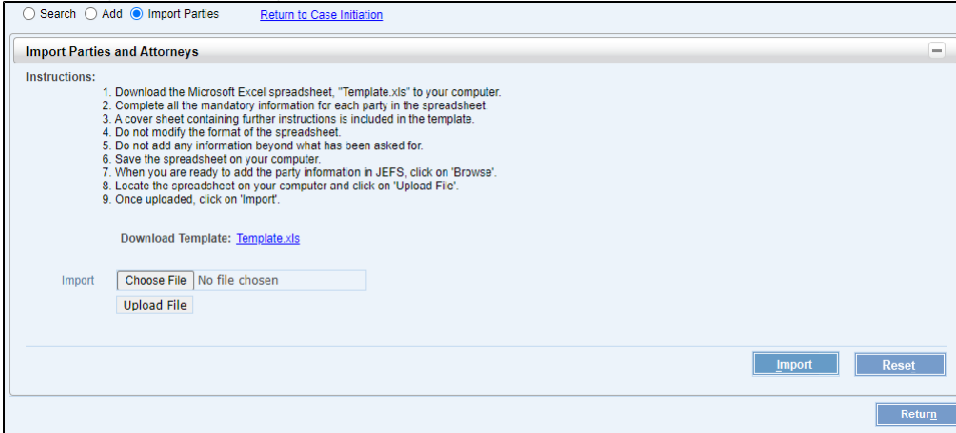 Search Add Import Parties Return to Case Initiation
Import Parties and Attorneys
Instructions:
1. Download the Microsoft Excel spreadsheet, "Template.xls" to your computer.
2. Complete all the mandatory information for each party in the spreadsheet
3. A cover sheet containing further instructions is included in the template.
4. Do not modify the format of the spreadsheet.
5. Do not add any information beyond what has been asked for.
6. Save the spreadsheet on your computer.
7. When you are ready to add the party information in JEFS, click on 'Browse'.
8. Locate the spreadsheet on your computer and click on 'Upload File'.
9. Once uploaded, click on 'Import'.
Download Template: Template.xls
Import Choose File No file chosen
Upload File
Import Reset
Return